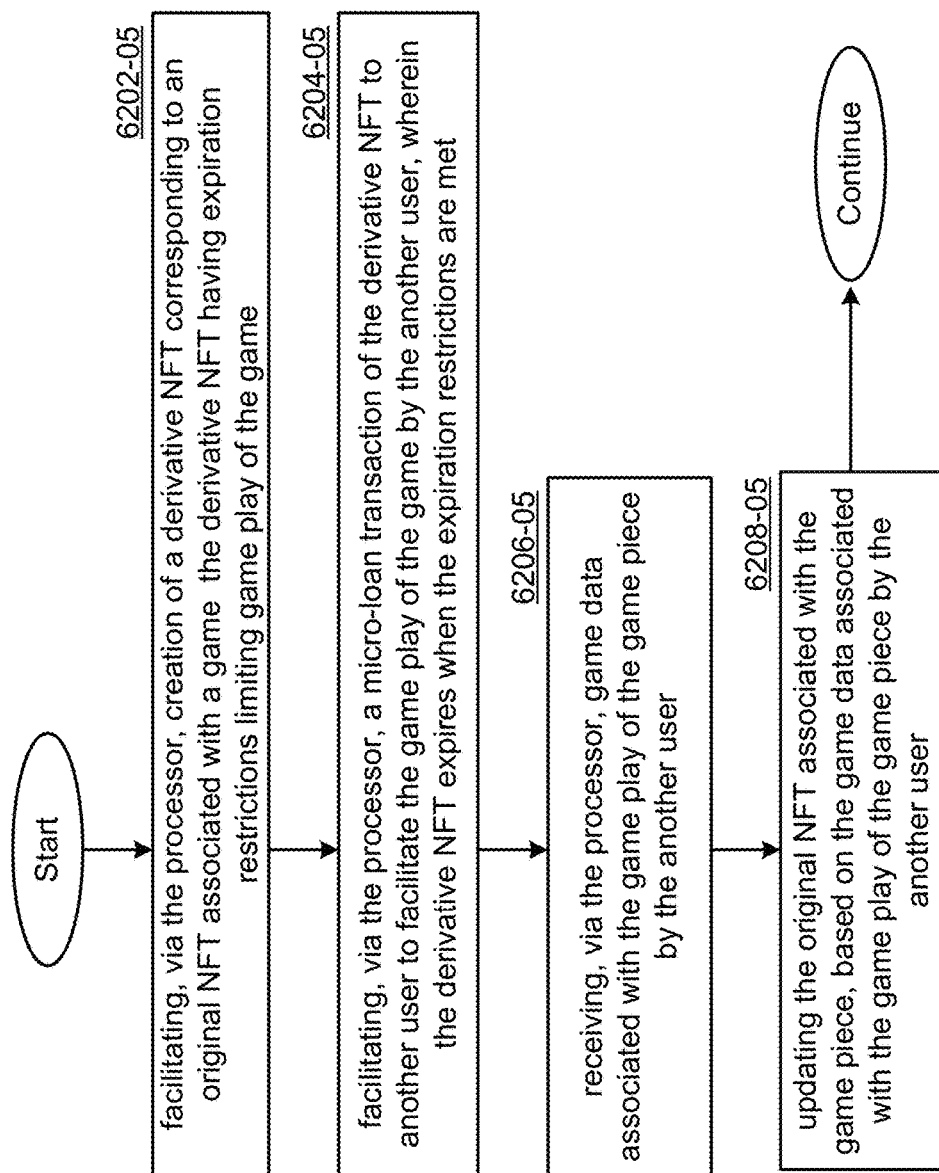 Start
6202-05
facilitating, via the processor, creation of a derivative NFT corresponding to an
original NFT associated with a game the derivative NFT having expiration
restrictions limiting game play of the game
6204-05
facilitating, via the processor, a micro-loan transaction of the derivative NFT to
another user to facilitate the game play of the game by the another user, wherein
the derivative NFT expires when the expiration restrictions are met
6206-05
receiving, via the processor, game data
associated with the game play of the game piece
by the another user
6208-05
updating the original NFT associated with the
game piece, based on the game data associated
with the game play of the game piece by the
another user
Continue